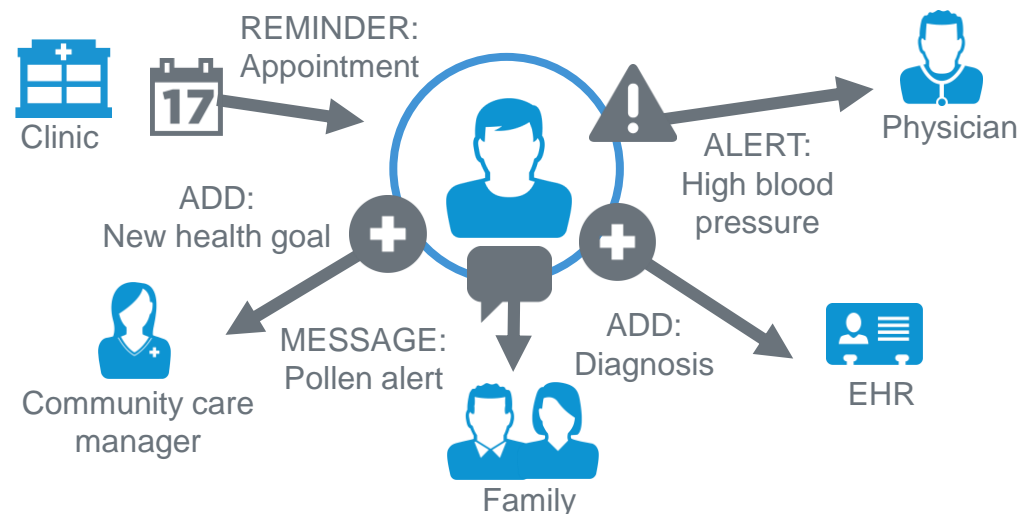 REMINDER:
Appointment
17
Clinic
Physician
ALERT:
High blood
pressure
ADD:
New health goal
MESSAGE:
Pollen alert
ADD:
Diagnosis
Community care
manager
EHR
Family